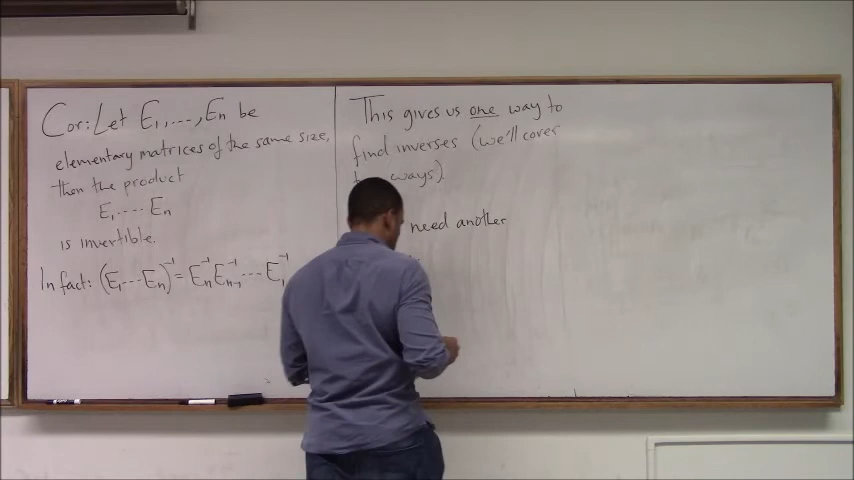 Cor: Let E₁, ..., Eₙ be
elementary matrices of the same size,
then the product
E₁ ···· Eₙ
is invertible.
In fact: (E₁ ··· Eₙ)⁻¹ = Eₙ⁻¹ Eₙ₋₁⁻¹ ··· E₁⁻¹
This gives us one way to
find inverses (we'll cover
ways)
need another